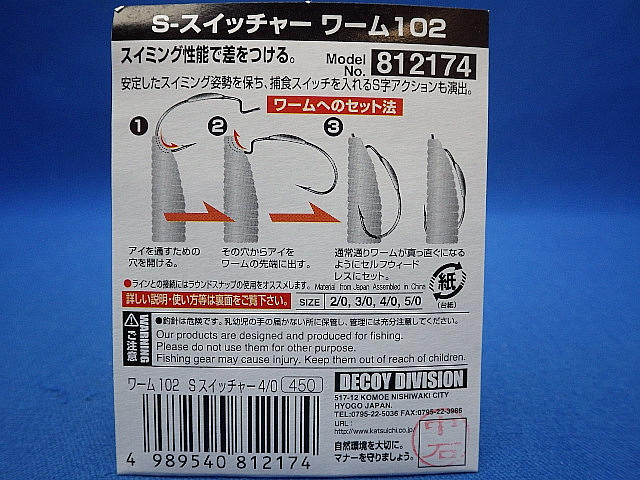 S-スイッチャー ワーム102
スイミング性能で差をつける。
Model No. 812174
安定したスイミング姿勢を保ち、捕食スイッチを入れるS字アクションも演出。
ワームへのセット法
1 2 3
アイを通すための
穴を開ける。
その穴からアイを
ワームの先端に出す。
通常通りワームが真っ直ぐになる
ようにセルフウィード
レスにセット。
●ラインとの接続にはラウンドスナップの使用をオススメします。
Material from Japan Assembled in China
紙
(台紙)
詳しい説明・使い方等は裏面をご覧下さい。
SIZE 2/0, 3/0, 4/0, 5/0
WARNING
ご注意
●釣針は危険です。乳幼児の手の届かない所に保管し、管理には充分注意してください。
Our products are designed and produced for fishing.
Please do not use them for other purpose.
Fishing gear may cause injury. Keep them out of reach of children.
ワーム102 Sスイッチャー4/0 450
4 989540 812174
DECOY DIVISION
517-12 KOMOE NISHIWAKI CITY
HYOGO JAPAN.
TEL:0795-22-5036 FAX:0795-22-3965
URL:
http://www.katsuichi.co.jp/
自然環境を大切に。
マナーを守りましょう。